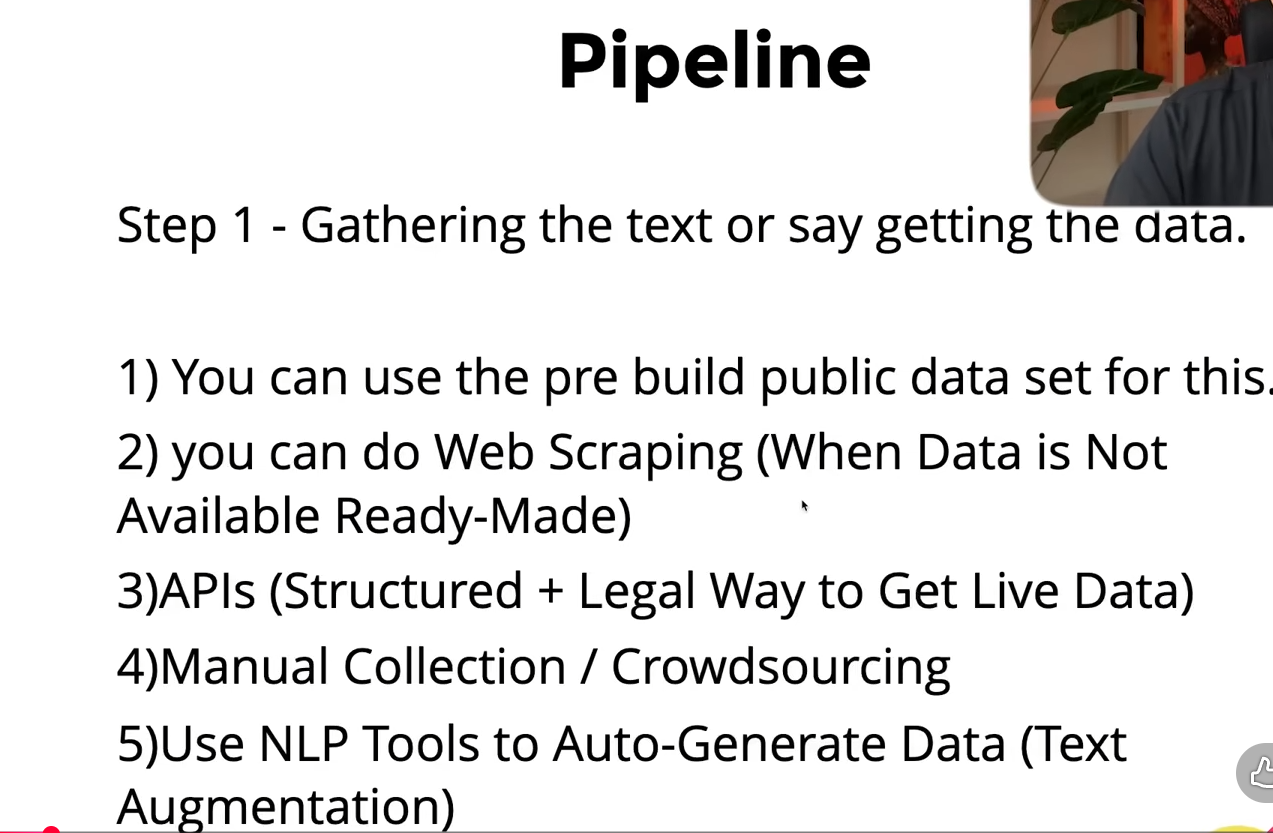 Pipeline
Step 1 - Gathering the text or say getting the data.
1) You can use the pre build public data set for this.
2) you can do Web Scraping (When Data is Not
Available Ready-Made)
3)APIs (Structured + Legal Way to Get Live Data)
4)Manual Collection / Crowdsourcing
5)Use NLP Tools to Auto-Generate Data (Text
Augmentation)